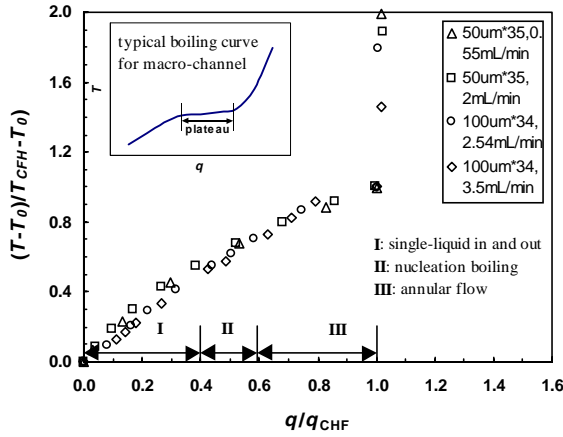 2.0
1.6
1.2
0.8
0.4
0.0
(T-T0)/TCFH-T0)
typical boiling curve
for macro-channel
T
plateau
q
50um*35,0.
55mL/min
50um*35,
2mL/min
100um*34,
2.54mL/min
100um*34,
3.5mL/min
I: single-liquid in and out
II: nucleation boiling
III: annular flow
I
II
III
0.0
0.2
0.4
0.6
0.8
1.0
1.2
1.4
q/qCHF